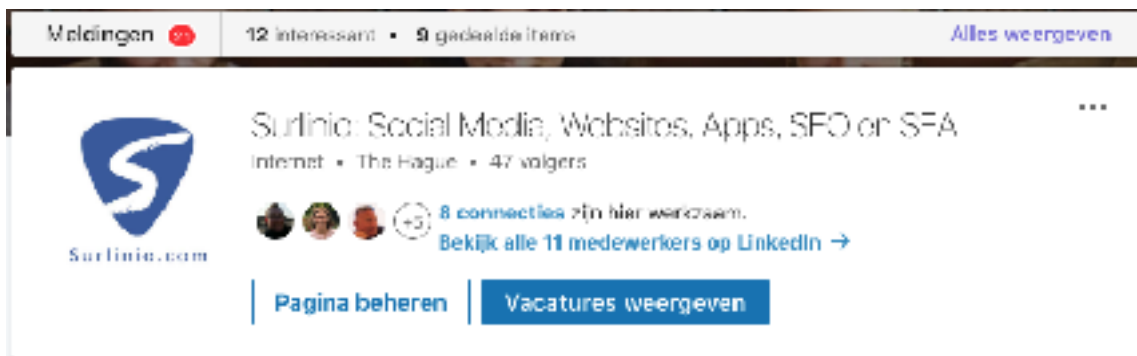 Meldingen 21
12 interessant • 9 gedeelde items
Alles weergeven
Surlinio: Social Media, Websites, Apps, SEO en SEA
Internet • The Hague • 47 volgers
+5
8 connecties zijn hier werkzaam.
Bekijk alle 11 medewerkers op LinkedIn →
Surlinio.com
Pagina beheren
Vacatures weergeven